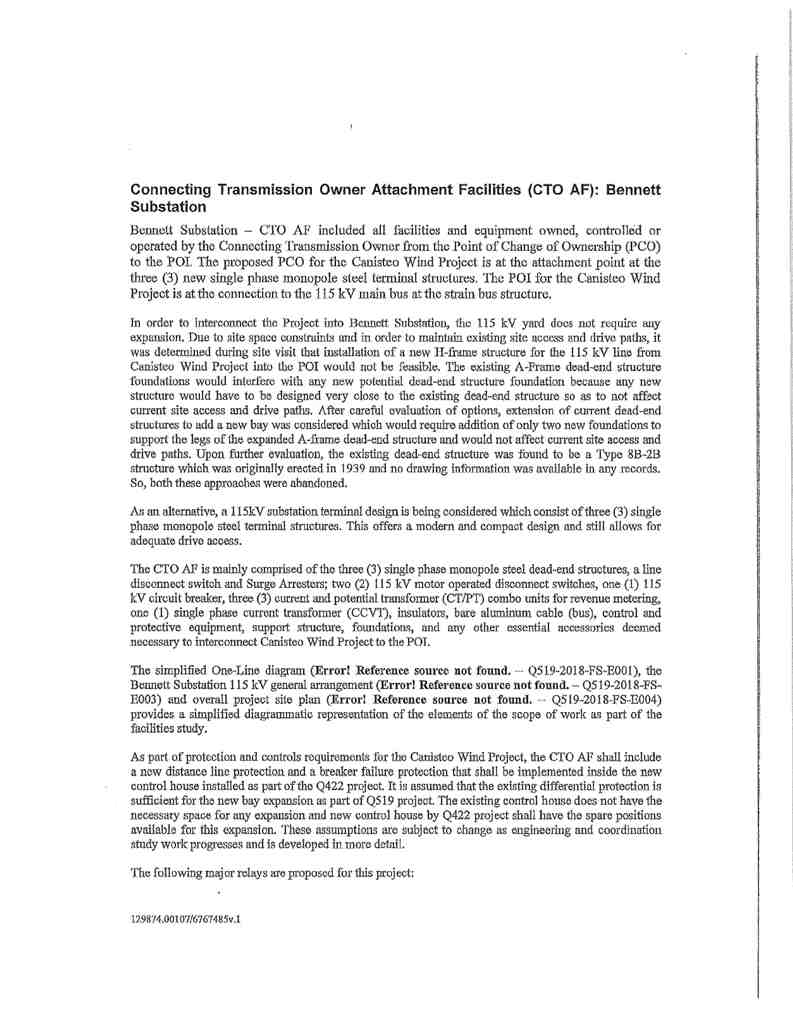 Connecting Transmission Owner Attachment Facilities (CTO AF): Bennett
Substation
Bennett Substation – CTO AF included all facilities and equipment owned, controlled or
operated by the Connecting Transmission Owner from the Point of Change of Ownership (PCO)
to the POI. The proposed PCO for the Canisteo Wind Project is at the attachment point at the
three (3) new single phase monopole steel terminal structures. The POI for the Canisteo Wind
Project is at the connection to the 115 kV main bus at the strain bus structure.
In order to interconnect the Project into Bennett Substation, the 115 kV yard does not require any
expansion. Due to site space constraints and in order to maintain existing site access and drive paths, it
was determined during site visit that installation of a new H-frame structure for the 115 kV line from
Canisteo Wind Project into the POI would not be feasible. The existing A-Frame dead-end structure
foundations would interfere with any new potential dead-end structure foundation because any new
structure would have to be designed very close to the existing dead-end structure so as to not affect
current site access and drive paths. After careful evaluation of options, extension of current dead-end
structures to add a new bay was considered which would require addition of only two new foundations to
support the legs of the expanded A-frame dead-end structure and would not affect current site access and
drive paths. Upon further evaluation, the existing dead-end structure was found to be a Type 8B-2B
structure which was originally erected in 1939 and no drawing information was available in any records.
So, both these approaches were abandoned.
As an alternative, a 115kV substation terminal design is being considered which consist of three (3) single
phase monopole steel terminal structures. This offers a modern and compact design and still allows for
adequate drive access.
The CTO AF is mainly comprised of the three (3) single phase monopole steel dead-end structures, a line
disconnect switch and Surge Arresters; two (2) 115 kV motor operated disconnect switches, one (1) 115
kV circuit breaker, three (3) current and potential transformer (CT/PT) combo units for revenue metering,
one (1) single phase current transformer (CCVT), insulators, bare aluminum cable (bus), control and
protective equipment, support structure, foundations, and any other essential accessories deemed
necessary to interconnect Canisteo Wind Project to the POI.
The simplified One-Line diagram (Error! Reference source not found. – Q519-2018-FS-E001), the
Bennett Substation 115 kV general arrangement (Error! Reference source not found. – Q519-2018-FS-
E003) and overall project site plan (Error! Reference source not found. – Q519-2018-FS-E004)
provides a simplified diagrammatic representation of the elements of the scope of work as part of the
facilities study.
As part of protection and controls requirements for the Canisteo Wind Project, the CTO AF shall include
a new distance line protection and a breaker failure protection that shall be implemented inside the new
control house installed as part of the Q422 project. It is assumed that the existing differential protection is
sufficient for the new bay expansion as part of Q519 project. The existing control house does not have the
necessary space for any expansion and new control house by Q422 project shall have the spare positions
available for this expansion. These assumptions are subject to change as engineering and coordination
study work progresses and is developed in more detail.
The following major relays are proposed for this project:
129874.00107/6767485v.1